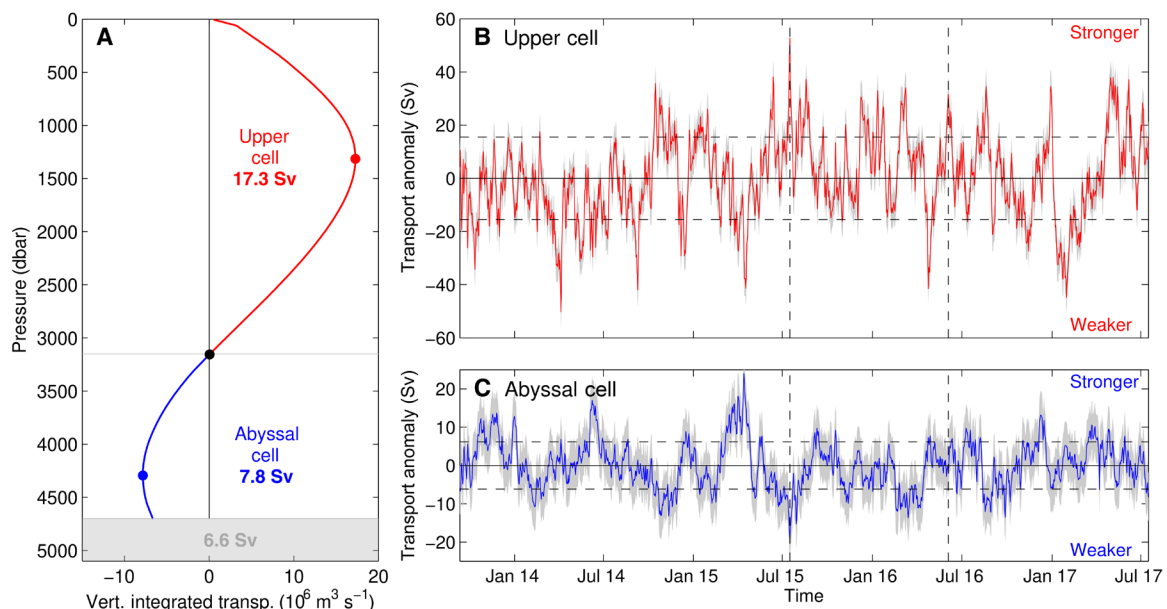 A
0
500
1000
1500
2000
2500
3000
3500
4000
4500
5000
Pressure (dbar)
Upper
cell
17.3 Sv
Abyssal
cell
7.8 Sv
6.6 Sv
−10 0 10 20
Vert. integrated transp. (10⁶ m³ s⁻¹)
B Upper cell
Stronger
60
40
20
0
−20
−40
−60
Transport anomaly (Sv)
Weaker
C Abyssal cell
Stronger
20
10
0
−10
−20
Transport anomaly (Sv)
Weaker
Jan 14 Jul 14 Jan 15 Jul 15 Jan 16 Jul 16 Jan 17 Jul 17
Time